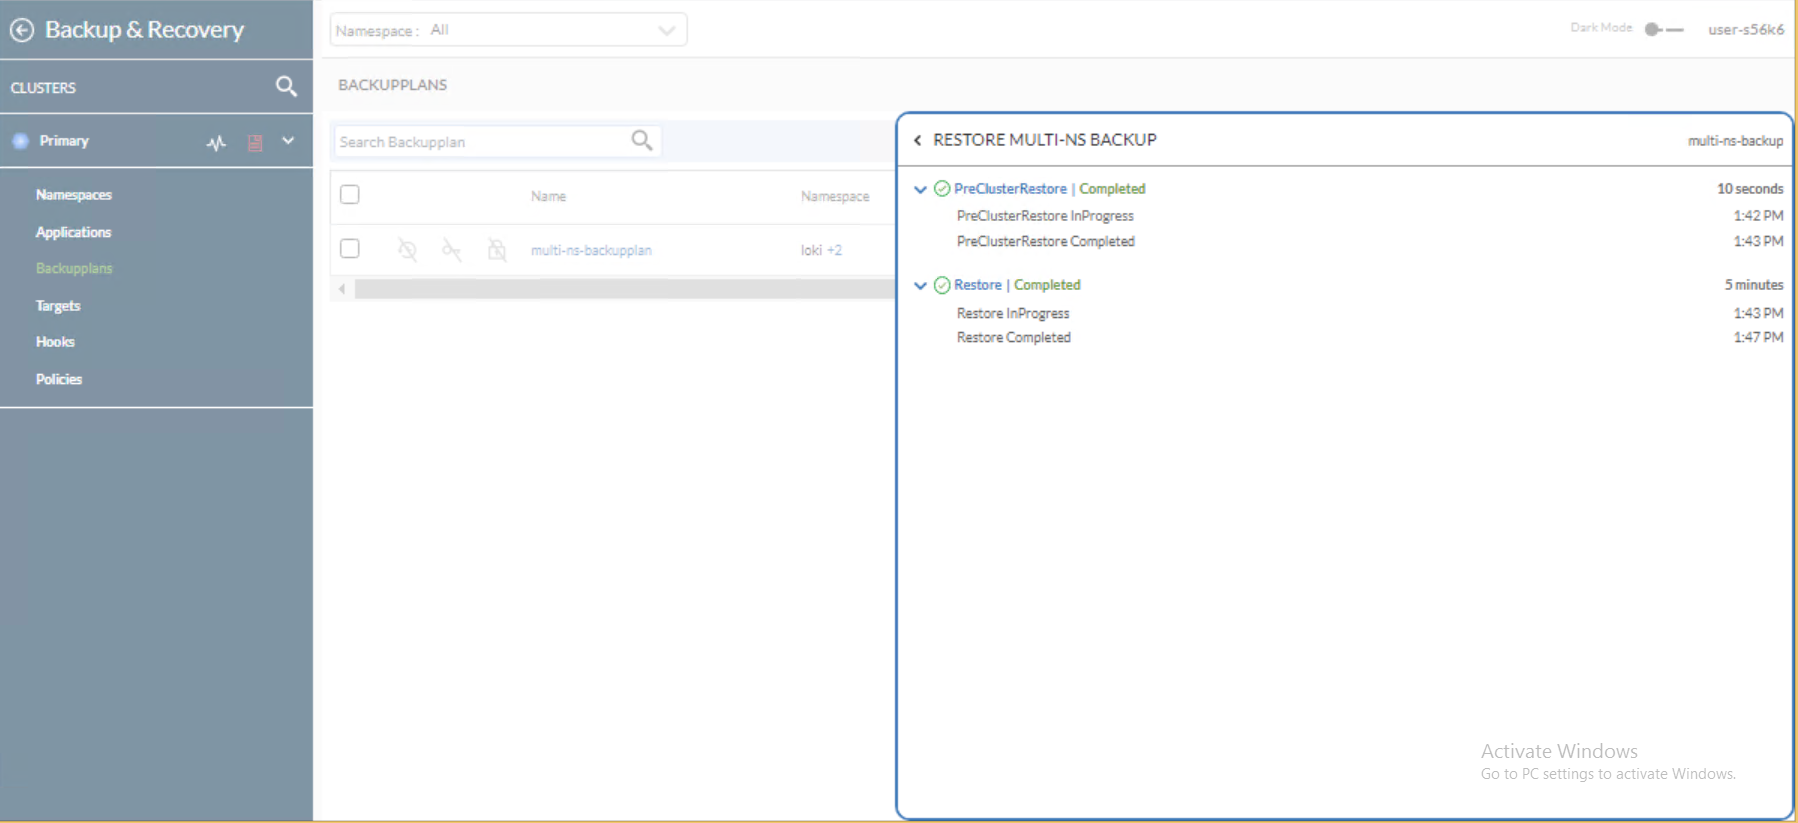 Backup & Recovery
Namespace : All
Dark Mode
user-s56k6
CLUSTERS
BACKUPPLANS
Primary
Namespaces
Applications
Backupplans
Targets
Hooks
Policies
Search Backupplan
Name
Namespace
multi-ns-backupplan
loki +2
RESTORE MULTI-NS BACKUP
multi-ns-backup
PreClusterRestore | Completed
10 seconds
PreClusterRestore InProgress
1:42 PM
PreClusterRestore Completed
1:43 PM
Restore | Completed
5 minutes
Restore InProgress
1:43 PM
Restore Completed
1:47 PM
Activate Windows
Go to PC settings to activate Windows.